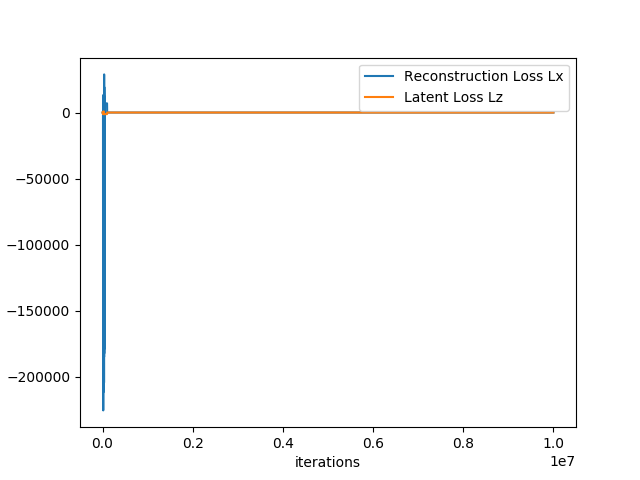 Reconstruction Loss Lx
Latent Loss Lz
0
−50000
−100000
−150000
−200000
0.0 0.2 0.4 0.6 0.8 1.0
1e7
iterations